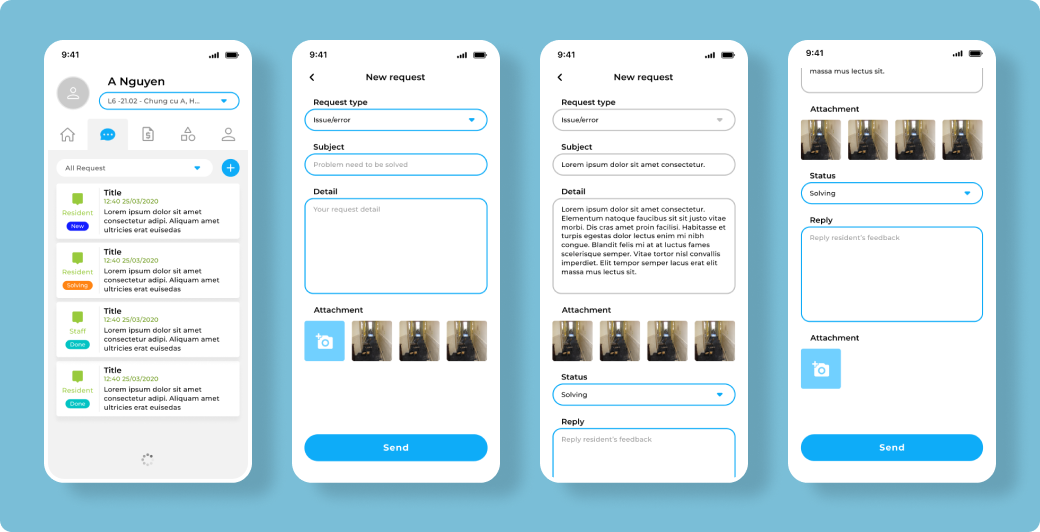 9:41
A Nguyen
L6 -21.02 - Chung cu A, H...
All Request
Title
12:40 25/03/2020
Resident
New
Lorem ipsum dolor sit amet
consectetur adipi. Aliquam amet
ultricies erat euisedas
Title
12:40 25/03/2020
Resident
Solving
Lorem ipsum dolor sit amet
consectetur adipi. Aliquam amet
ultricies erat euisedas
Title
12:40 25/03/2020
Staff
Done
Lorem ipsum dolor sit amet
consectetur adipi. Aliquam amet
ultricies erat euisedas
Title
12:40 25/03/2020
Resident
Done
Lorem ipsum dolor sit amet
consectetur adipi. Aliquam amet
ultricies erat euisedas
9:41
New request
Request type
Issue/error
Subject
Problem need to be solved
Detail
Your request detail
Attachment
Send
9:41
New request
Request type
Issue/error
Subject
Lorem ipsum dolor sit amet consectetur.
Detail
Lorem ipsum dolor sit amet consectetur.
Elementum natoque faucibus sit sit justo vitae
morbi. Dis cras amet proin facilisi. Habitasse et
turpis egestas dolor lectus enim mi nibh
congue. Blandit felis mi at at luctus fames
scelerisque semper. Vitae tortor nisl convallis
imperdiet. Elit tempor semper lacus erat elit
massa mus lectus sit.
Attachment
Status
Solving
Reply
Reply resident's feedback
9:41
massa mus lectus sit.
Attachment
Status
Solving
Reply
Reply resident's feedback
Attachment
Send